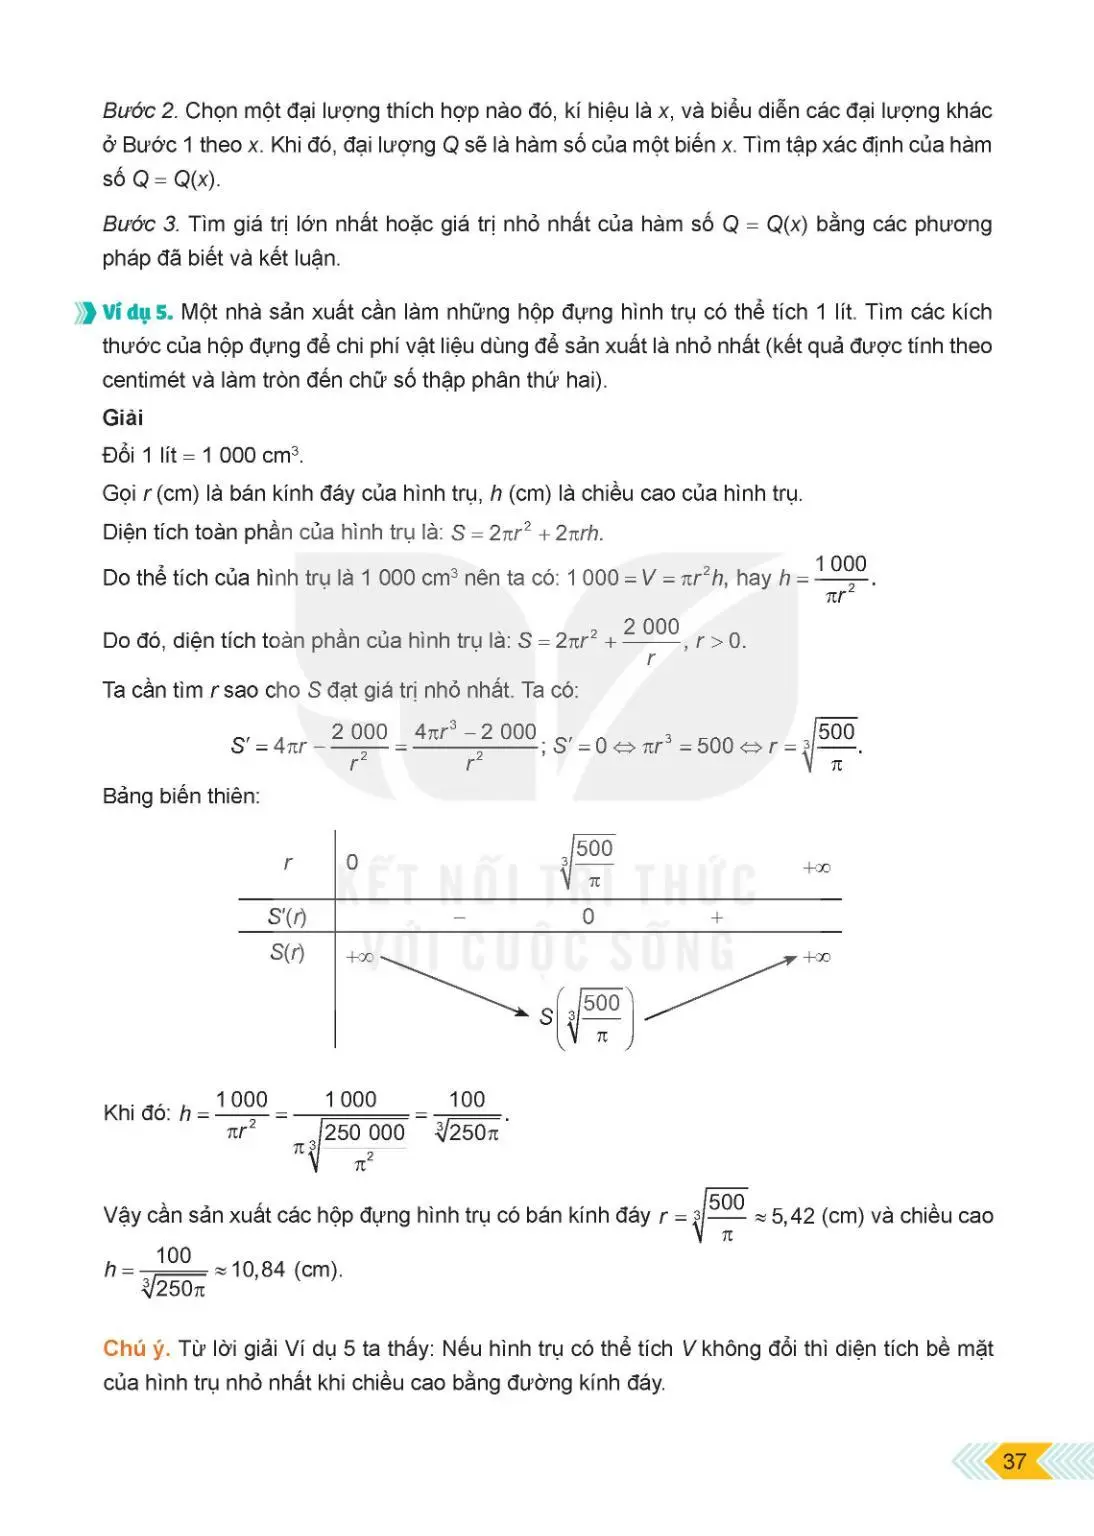 Bước 2. Chọn một đại lượng thích hợp nào đó, kí hiệu là x, và biểu diễn các đại lượng khác
ở Bước 1 theo x. Khi đó, đại lượng Q sẽ là hàm số của một biến x. Tìm tập xác định của hàm
số Q = Q(x).
Bước 3. Tìm giá trị lớn nhất hoặc giá trị nhỏ nhất của hàm số Q = Q(x) bằng các phương
pháp đã biết và kết luận.
Ví dụ 5. Một nhà sản xuất cần làm những hộp đựng hình trụ có thể tích 1 lít. Tìm các kích
thước của hộp đựng để chi phí vật liệu dùng để sản xuất là nhỏ nhất (kết quả được tính theo
centimét và làm tròn đến chữ số thập phân thứ hai).
Giải
Đổi 1 lít = 1 000 cm³.
Gọi r (cm) là bán kính đáy của hình trụ, h (cm) là chiều cao của hình trụ.
Diện tích toàn phần của hình trụ là: S = 2πr² + 2πrh.
Do thể tích của hình trụ là 1 000 cm³ nên ta có: 1 000 = V = πr²h, hay h = 1 000/πr².
Do đó, diện tích toàn phần của hình trụ là: S = 2πr² + 2 000/r, r > 0.
Ta cần tìm r sao cho S đạt giá trị nhỏ nhất. Ta có:
S′ = 4πr − 2 000/r² = (4πr³ − 2 000)/r²; S′ = 0 ⇔ πr³ = 500 ⇔ r = ∛(500/π).
Bảng biến thiên:
r 0 ∛(500/π) +∞
S′(r) − 0 +
S(r) +∞ +∞
S(∛(500/π))
KẾT NỐI TRI THỨC
VỚI CUỘC SỐNG
Khi đó: h = 1 000/πr² = 1 000/(π∛(250 000/π²)) = 100/∛(250π).
Vậy cần sản xuất các hộp đựng hình trụ có bán kính đáy r = ∛(500/π) ≈ 5,42 (cm) và chiều cao
h = 100/∛(250π) ≈ 10,84 (cm).
Chú ý. Từ lời giải Ví dụ 5 ta thấy: Nếu hình trụ có thể tích V không đổi thì diện tích bề mặt
của hình trụ nhỏ nhất khi chiều cao bằng đường kính đáy.
37